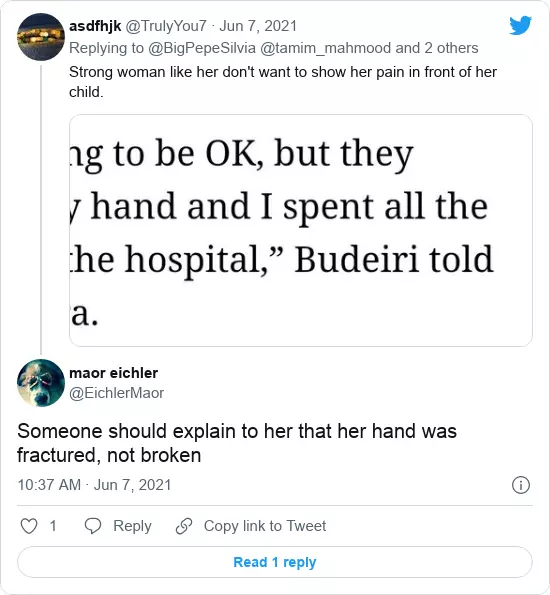 asdfhjk @TrulyYou7 · Jun 7, 2021
Replying to @BigPepeSilvia @tamim_mahmood and 2 others
Strong woman like her don't want to show her pain in front of her
child.
ng to be OK, but they
y hand and I spent all the
the hospital,” Budeiri told
a.
maor eichler
@EichlerMaor
Someone should explain to her that her hand was
fractured, not broken
10:37 AM · Jun 7, 2021
1 Reply Copy link to Tweet
Read 1 reply